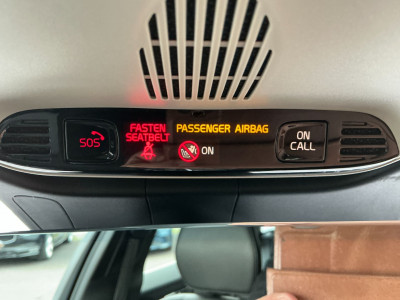 SOS
FASTEN
SEATBELT
PASSENGER AIRBAG
ON
ON
CALL